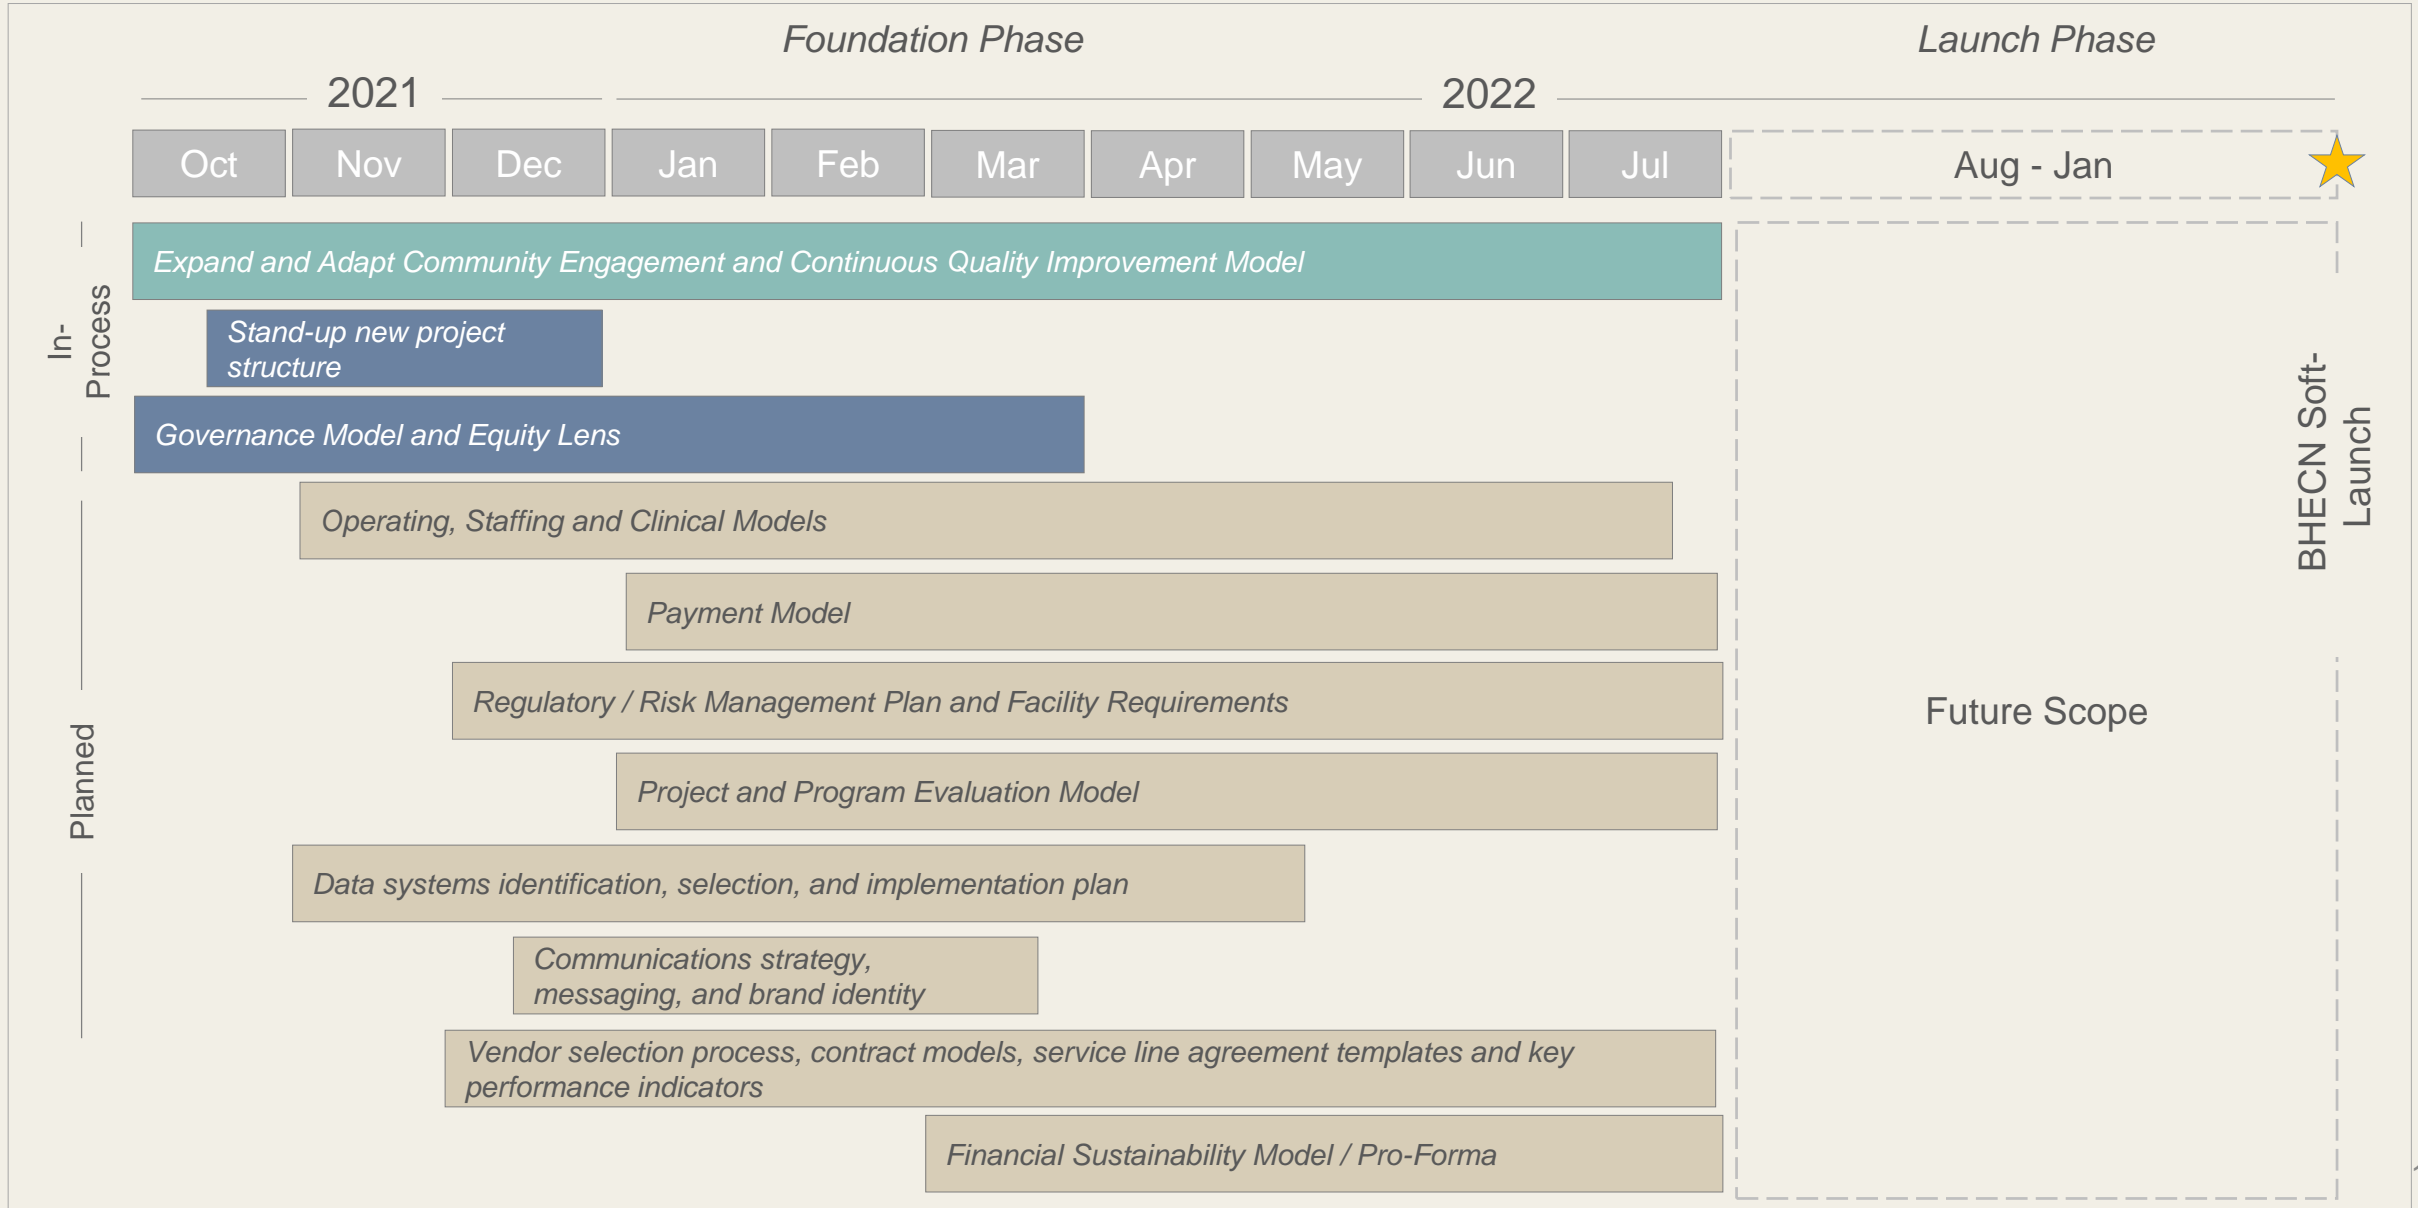 Foundation Phase
Launch Phase
2021
2022
Oct
Nov
Dec
Jan
Feb
Mar
Apr
May
Jun
Jul
Aug - Jan
In-
Process
Expand and Adapt Community Engagement and Continuous Quality Improvement Model
Stand-up new project
structure
Governance Model and Equity Lens
Planned
Operating, Staffing and Clinical Models
Payment Model
Regulatory / Risk Management Plan and Facility Requirements
Project and Program Evaluation Model
Data systems identification, selection, and implementation plan
Communications strategy,
messaging, and brand identity
Vendor selection process, contract models, service line agreement templates and key
performance indicators
Financial Sustainability Model / Pro-Forma
Future Scope
BHECN Soft-
Launch